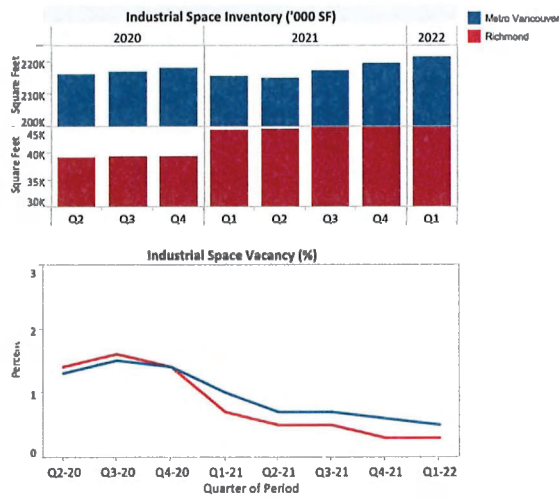 Industrial Space Inventory ('000 SF)
Metro Vancouver
Richmond
2020 2021 2022
Square Feet
220K
210K
200K
Square Feet
45K
40K
35K
30K
Q2 Q3 Q4 Q1 Q2 Q3 Q4 Q1
Industrial Space Vacancy (%)
Percent
3
2
1
0
Q2-20 Q3-20 Q4-20 Q1-21 Q2-21 Q3-21 Q4-21 Q1-22
Quarter of Period